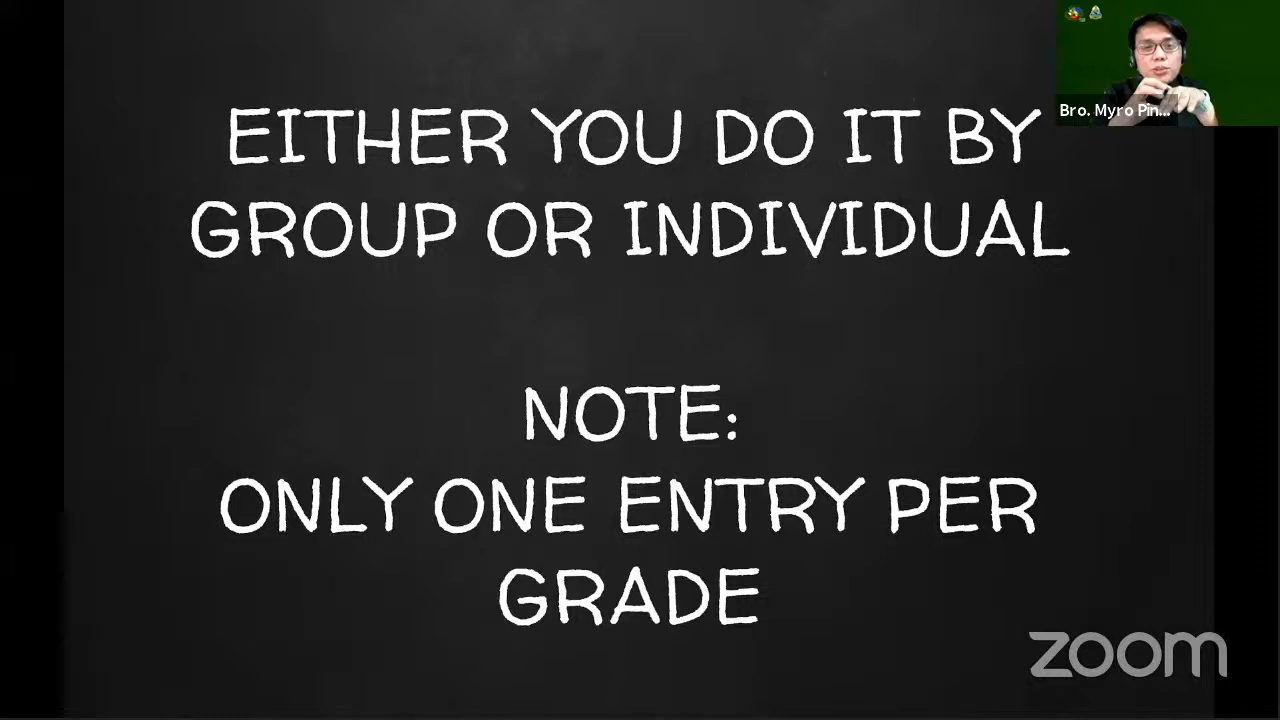 Bro. Myro Pin...
EITHER YOU DO IT BY
GROUP OR INDIVIDUAL
NOTE:
ONLY ONE ENTRY PER
GRADE
zoom